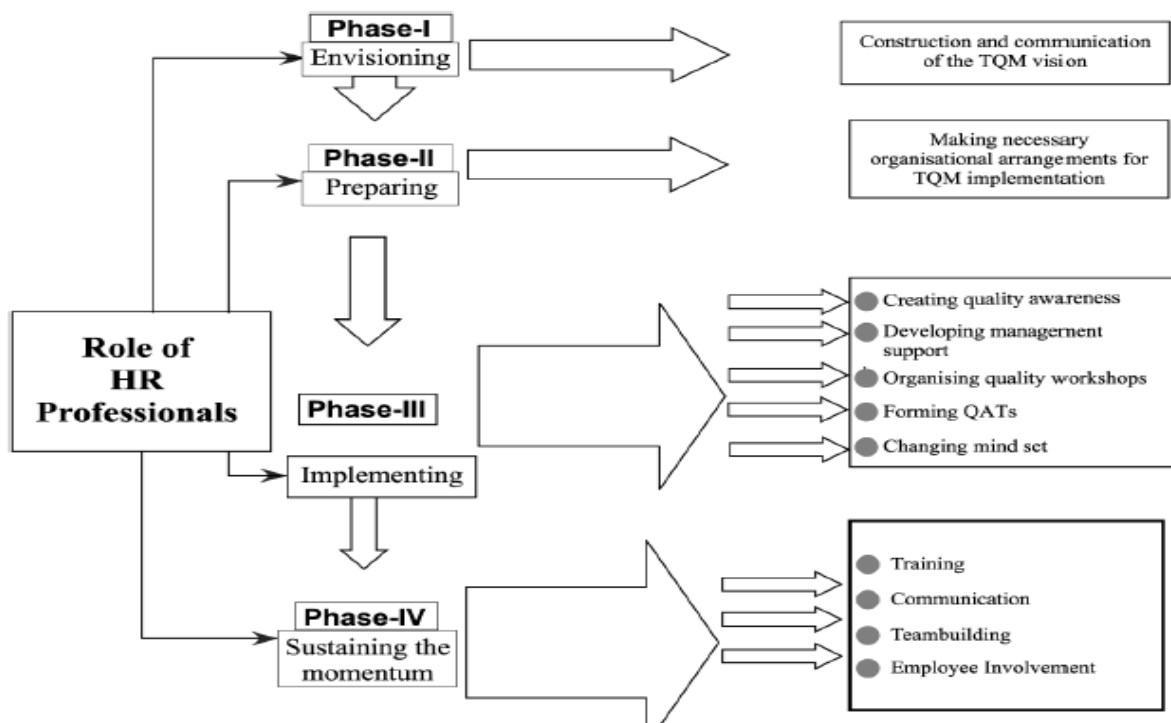 Phase-I
Envisioning
Construction and communication
of the TQM vision
Phase-II
Preparing
Making necessary
organisational arrangements for
TQM implementation
Role of
HR
Professionals
Phase-III
Implementing
Creating quality awareness
Developing management
support
Organising quality workshops
Forming QATs
Changing mind set
Phase-IV
Sustaining the
momentum
Training
Communication
Teambuilding
Employee Involvement